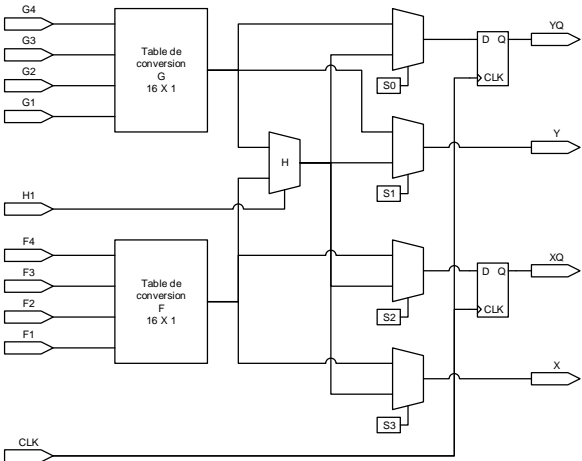 G4
G3
G2
G1
Table de
conversion
G
16 X 1
S0
D Q
CLK
YQ
Y
S1
H
H1
F4
F3
F2
F1
Table de
conversion
F
16 X 1
S2
D Q
CLK
XQ
X
S3
CLK